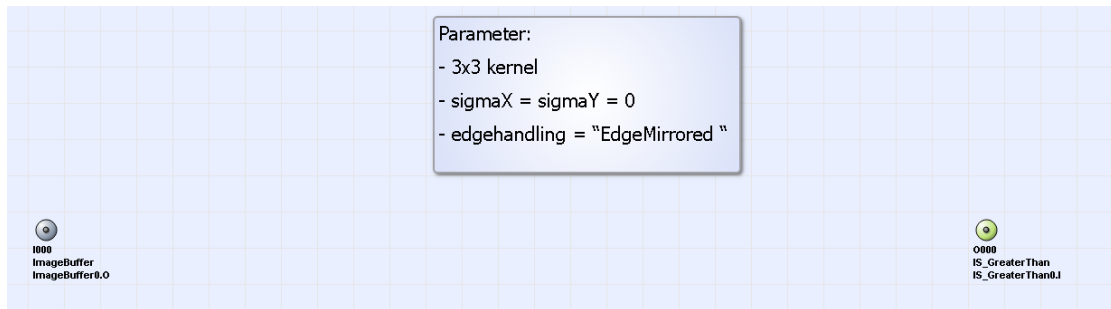 Parameter:
- 3x3 kernel
- sigmaX = sigmaY = 0
- edgehandling = “EdgeMirrored “
I000
ImageBuffer
ImageBuffer0.O
O000
IS_GreaterThan
IS_GreaterThan0.I